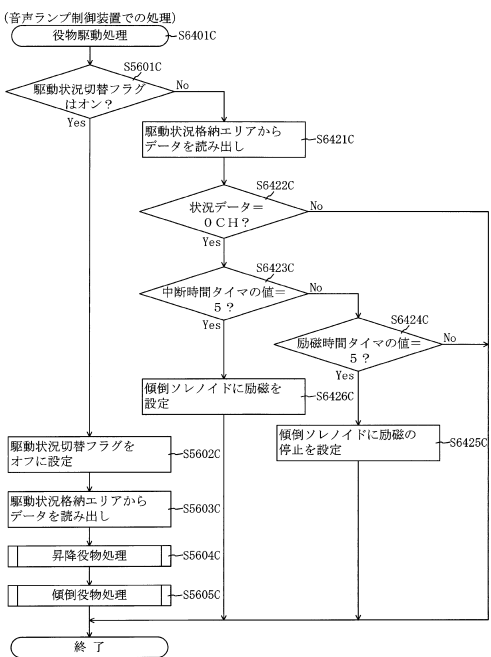 (音声ランプ制御装置での処理)
役物駆動処理
S6401C
S5601C
駆動状況切替フラグ
はオン?
No
Yes
駆動状況格納エリアから
データを読み出し
S6421C
S6422C
状況データ=
0CH?
No
Yes
S6423C
中断時間タイマの値=
5?
No
Yes
S6424C
励磁時間タイマの値=
5?
No
Yes
傾倒ソレノイドに励磁を
設定
S6426C
傾倒ソレノイドに励磁の
停止を設定
S6425C
駆動状況切替フラグを
オフに設定
S5602C
駆動状況格納エリアから
データを読み出し
S5603C
昇降役物処理
S5604C
傾倒役物処理
S5605C
終 了